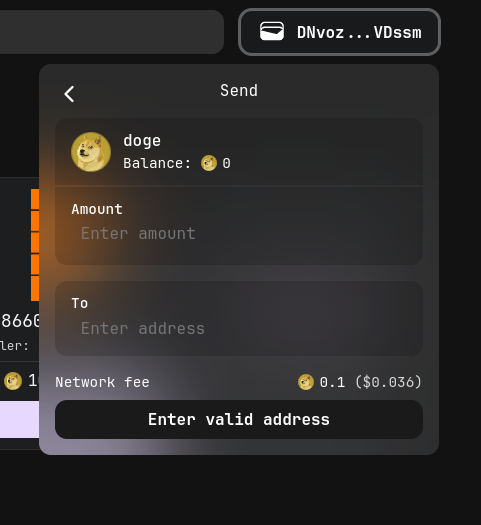 DNvoz...VDssm
Send
doge
Balance: 0
Amount
Enter amount
To
Enter address
8660
ler:
Network fee 0.1 ($0.036)
Enter valid address